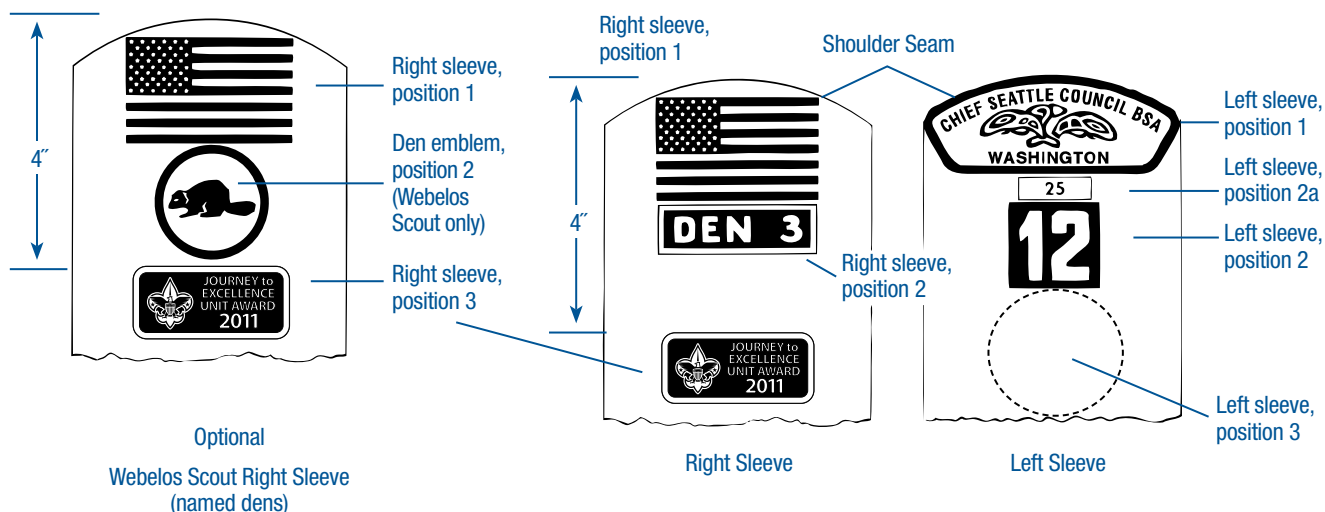 4˝
Right sleeve,
position 1
Den emblem,
position 2
(Webelos
Scout only)
Right sleeve,
position 3
JOURNEY to
EXCELLENCE
UNIT AWARD
2011
Optional
Webelos Scout Right Sleeve
(named dens)
Right sleeve,
position 1
Shoulder Seam
4˝
DEN 3
Right sleeve,
position 2
JOURNEY to
EXCELLENCE
UNIT AWARD
2011
Right Sleeve
CHIEF SEATTLE COUNCIL BSA
WASHINGTON
25
12
Left sleeve,
position 1
Left sleeve,
position 2a
Left sleeve,
position 2
Left sleeve,
position 3
Left Sleeve